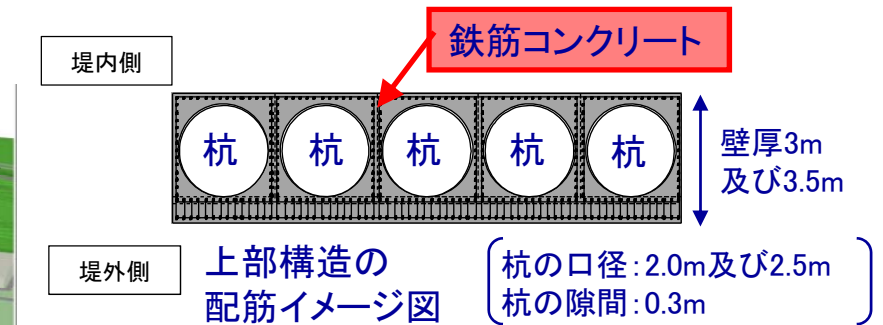 鉄筋コンクリート
堤内側
杭 杭 杭 杭 杭
壁厚3m
及び3.5m
堤外側
上部構造の
配筋イメージ図
杭の口径:2.0m及び2.5m
杭の隙間:0.3m